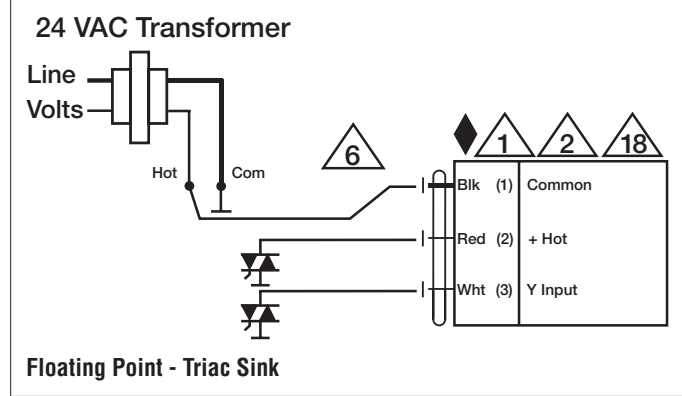 24 VAC Transformer
Line
Volts
Hot
Com
6
1
2
18
Blk (1) Common
Red (2) + Hot
Wht (3) Y Input
Floating Point - Triac Sink